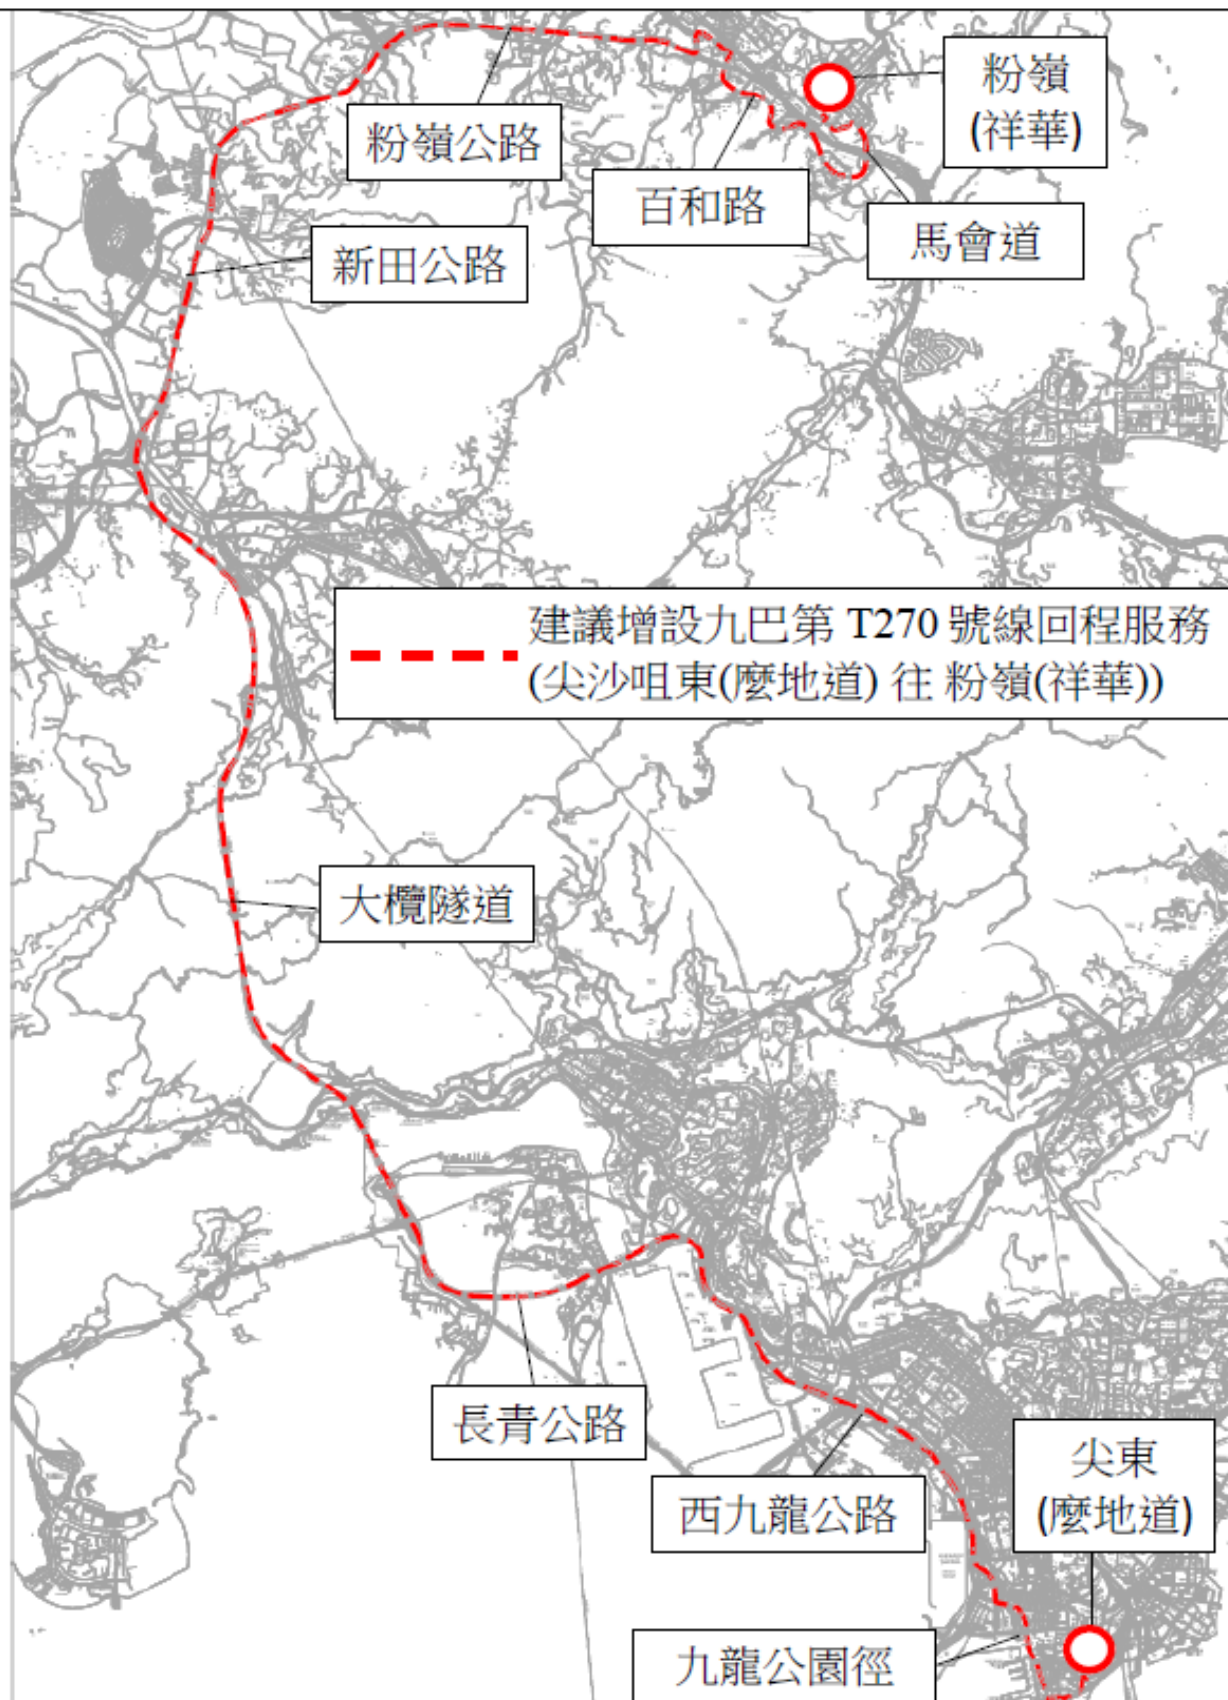 粉嶺
(祥華)
粉嶺公路
百和路
馬會道
新田公路
建議增設九巴第 T270 號線回程服務
(尖沙咀東(麼地道) 往 粉嶺(祥華))
大欖隧道
長青公路
尖東
(麼地道)
西九龍公路
九龍公園徑